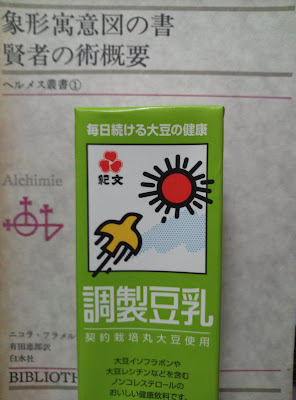 象形寓意図の書
賢者の術概要
ヘルメス叢書①
Alchimie
ニコラ・フラメル
有田忠郎訳
白水社
BIBLIOTH
毎日続ける大豆の健康
紀文
調製豆乳
契約栽培丸大豆使用
大豆イソフラボンや
大豆レシチンなどを含む
ノンコレステロールの
おいしい健康飲料です。